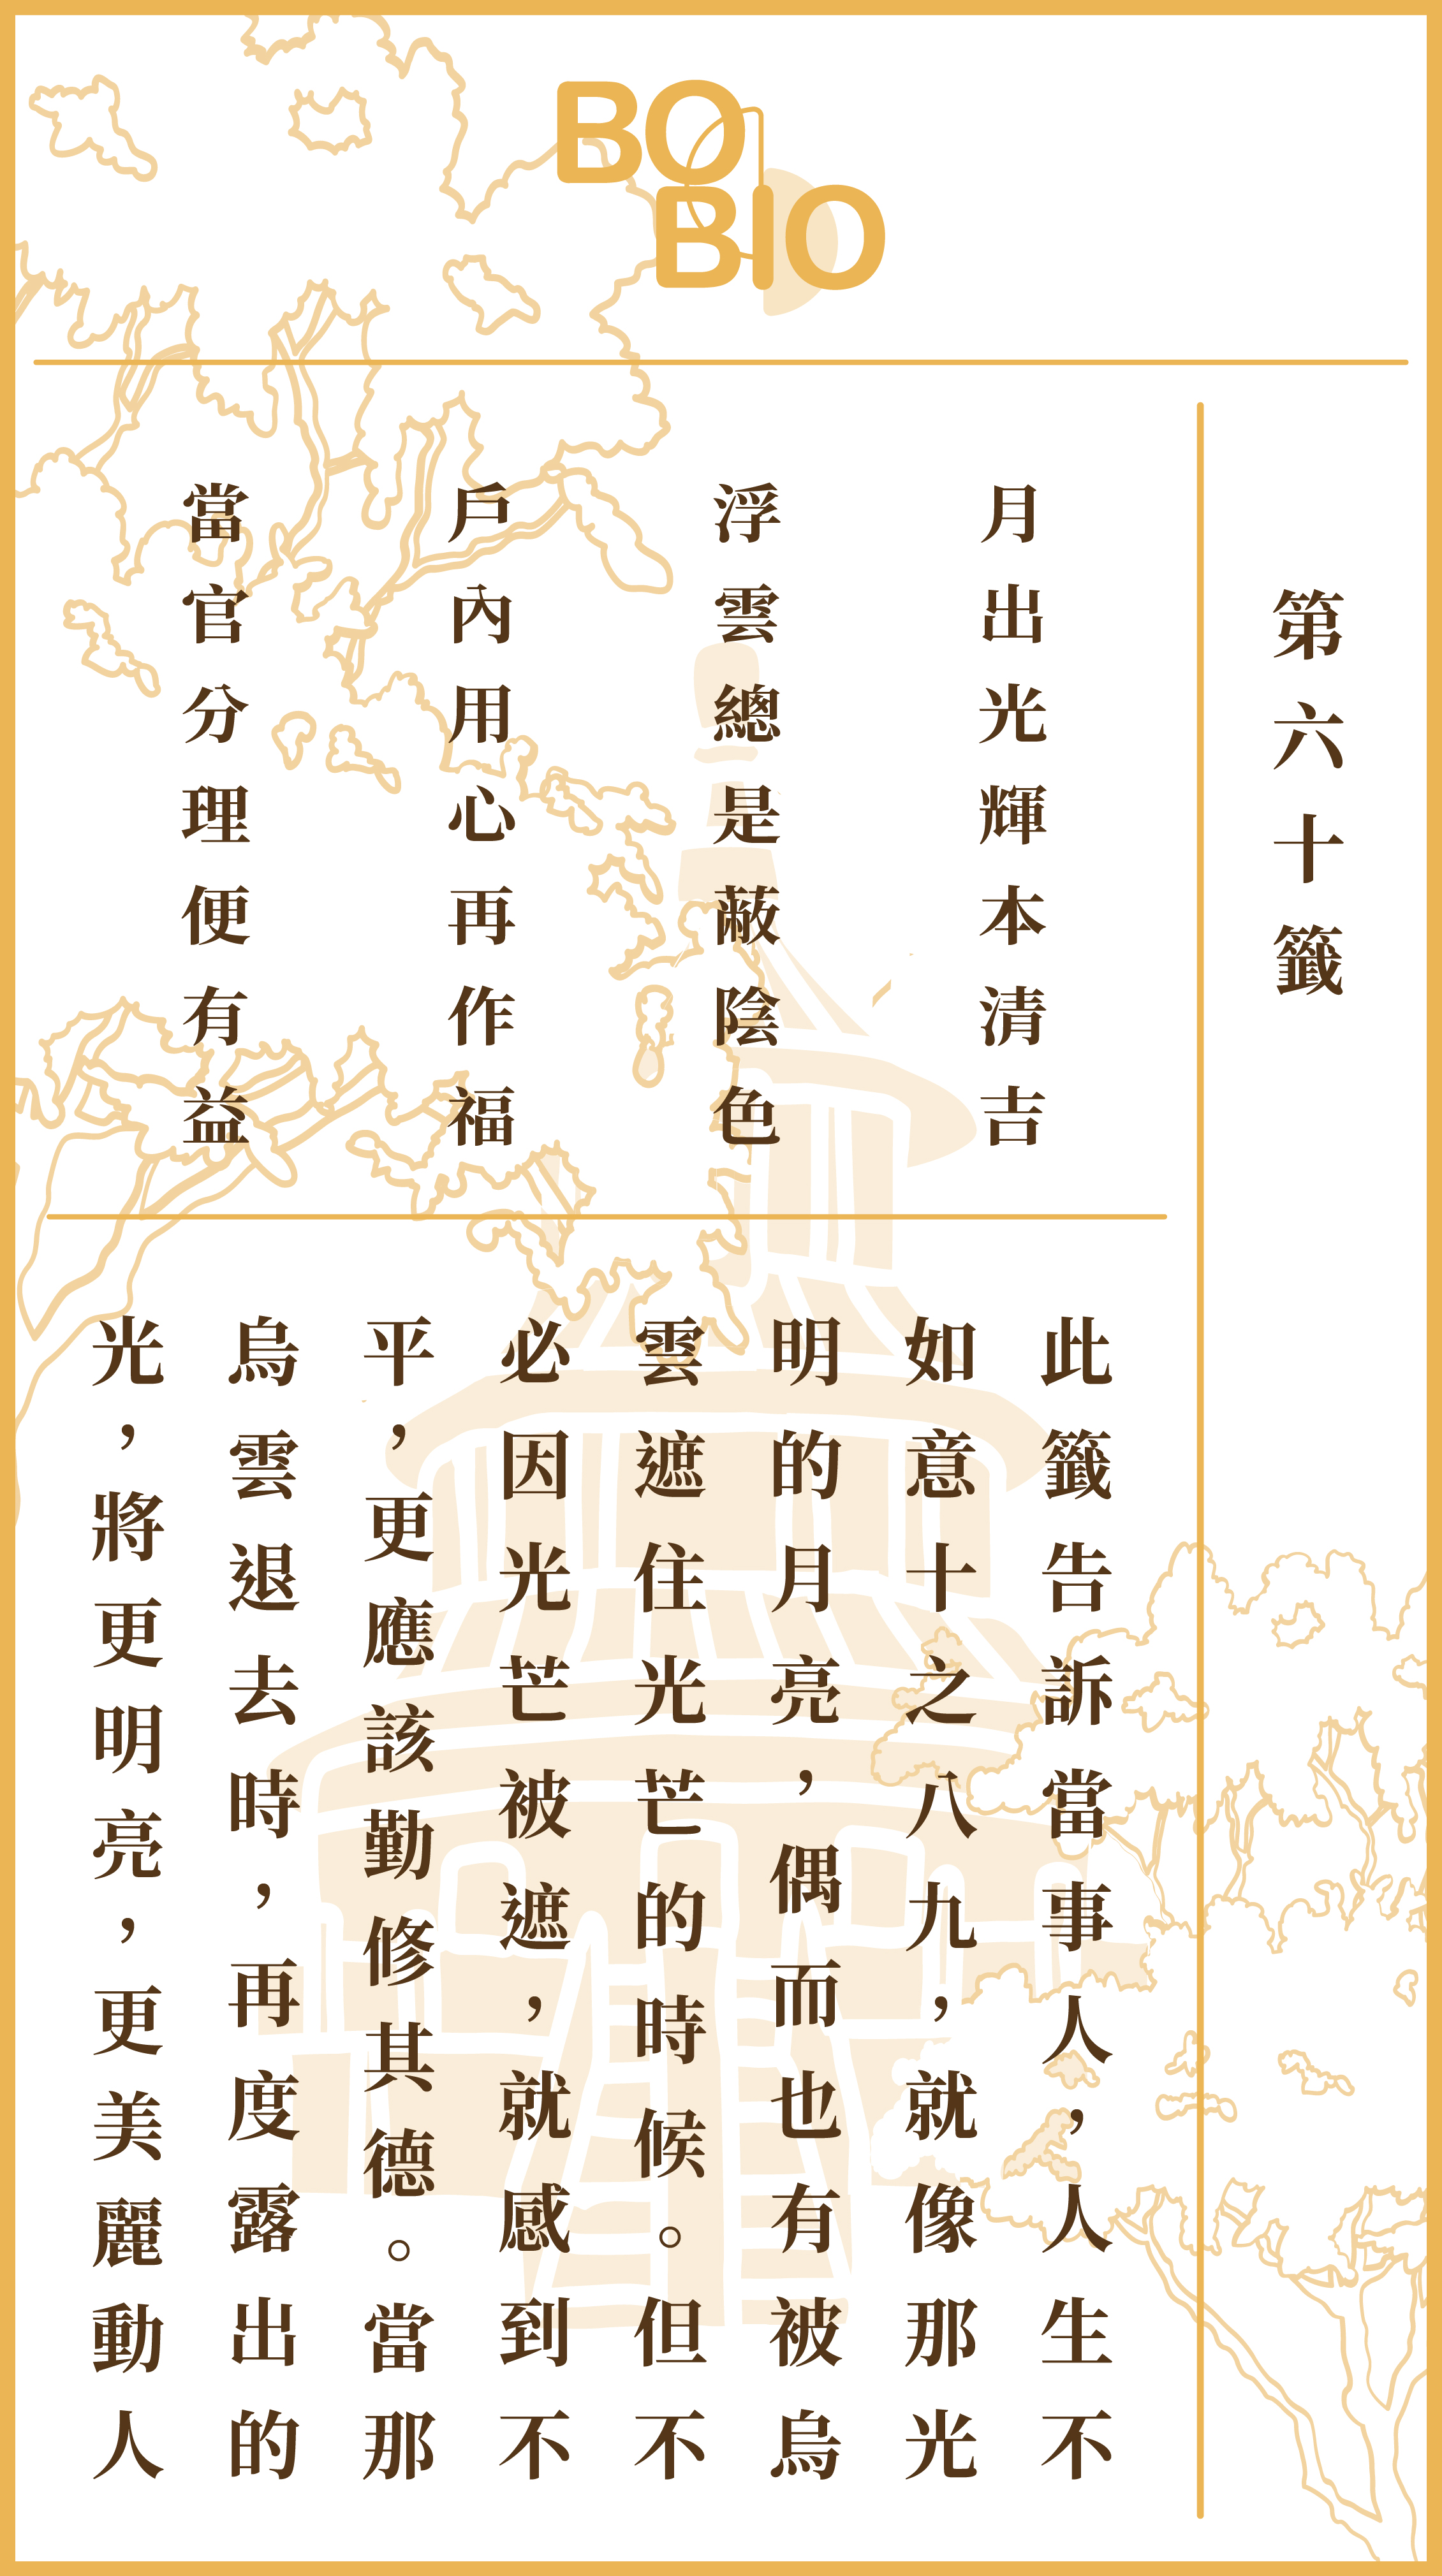 BO
BIO
第六十籤
月出光輝本清吉
浮雲總是蔽陰色
戶內用心再作福
當官分理便有益
此籤告訴當事人，人生不
如意十之八九，就像那光
明的月亮，偶而也有被烏
雲遮住光芒的時候。但不
必因光芒被遮，就感到不
平，更應該勤修其德。當那
烏雲退去時，再度露出的
光，將更明亮，更美麗動人